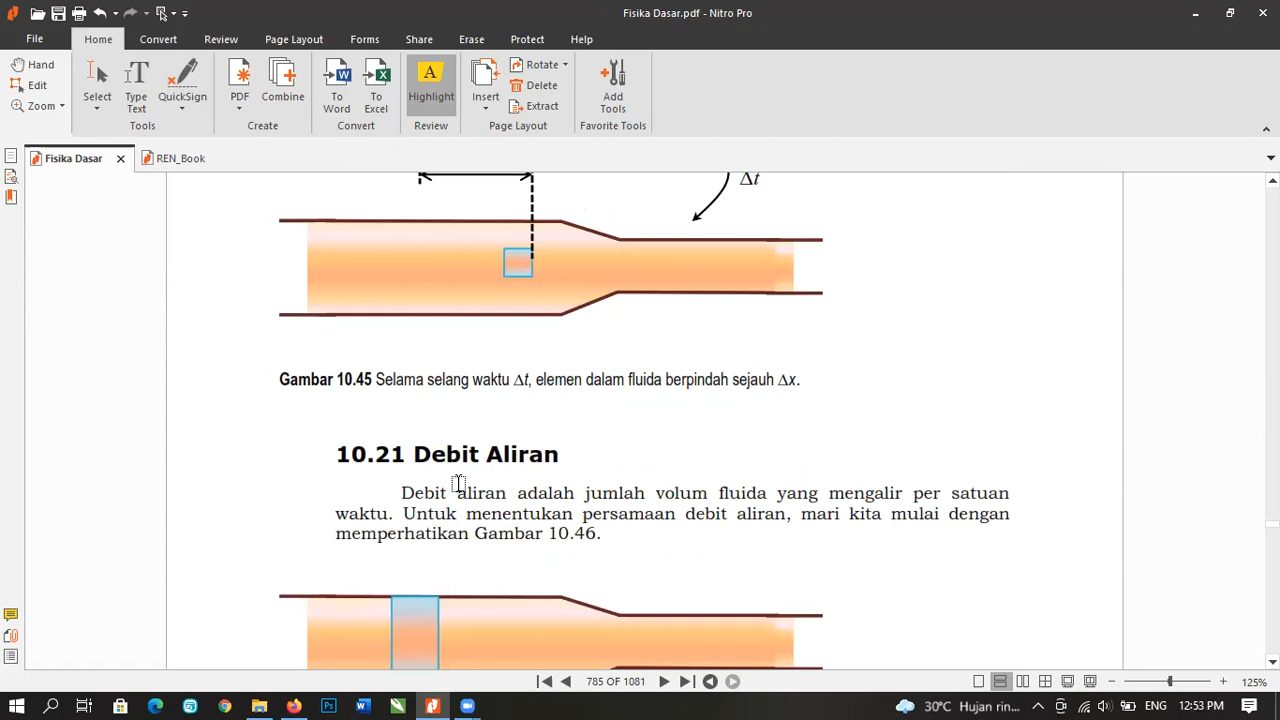 Fisika Dasar.pdf - Nitro Pro
File Home Convert Review Page Layout Forms Share Erase Protect Help
Hand
Edit
Zoom
Select
Type Text
QuickSign
Tools
PDF
Combine
Create
To Word
To Excel
Convert
Highlight
Review
Insert
Rotate
Delete
Extract
Page Layout
Add Tools
Favorite Tools
Fisika Dasar
REN_Book
Δt
Gambar 10.45 Selama selang waktu Δt, elemen dalam fluida berpindah sejauh Δx.
10.21 Debit Aliran
Debit aliran adalah jumlah volum fluida yang mengalir per satuan
waktu. Untuk menentukan persamaan debit aliran, mari kita mulai dengan
memperhatikan Gambar 10.46.
785 OF 1081
125%
30°C Hujan rin...
ENG
12:53 PM